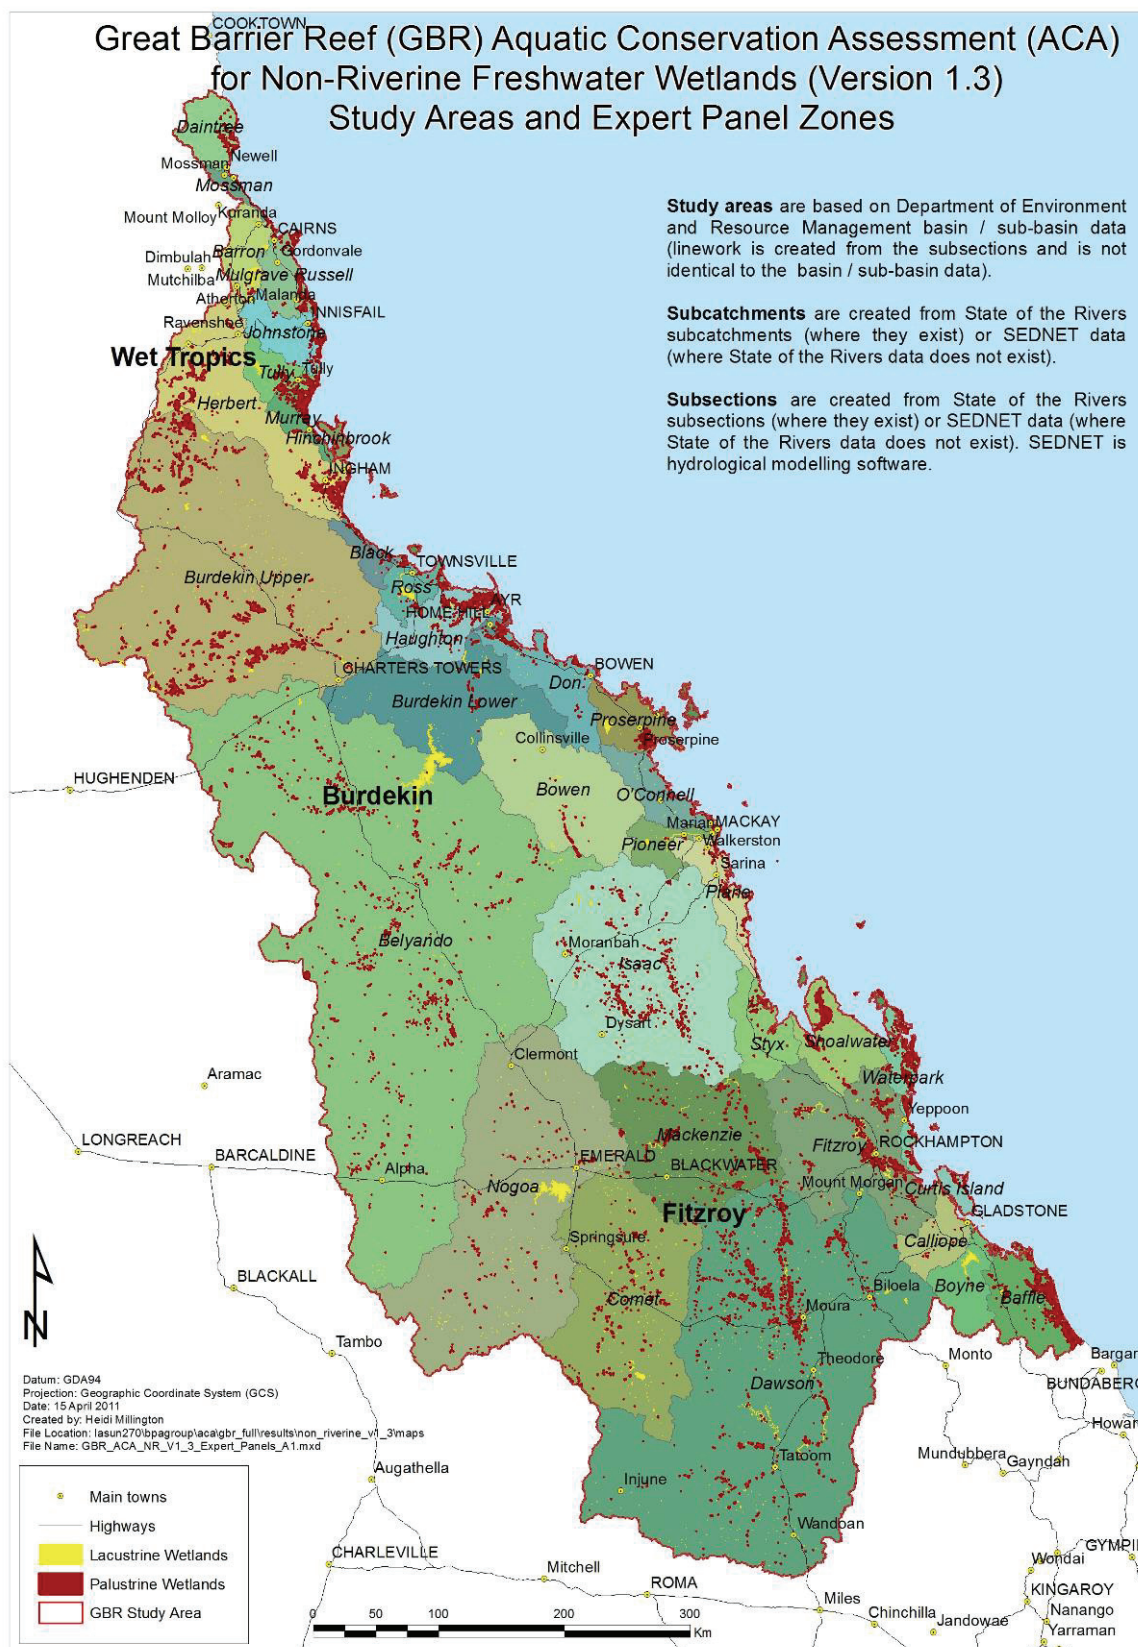 COOKTOWN
Great Barrier Reef (GBR) Aquatic Conservation Assessment (ACA)
for Non-Riverine Freshwater Wetlands (Version 1.3)
Study Areas and Expert Panel Zones
Study areas are based on Department of Environment
and Resource Management basin / sub-basin data
(linework is created from the subsections and is not
identical to the basin / sub-basin data).
Subcatchments are created from State of the Rivers
subcatchments (where they exist) or SEDNET data
(where State of the Rivers data does not exist).
Subsections are created from State of the Rivers
subsections (where they exist) or SEDNET data (where
State of the Rivers data does not exist). SEDNET is
hydrological modelling software.
Daintree
Newell
Mossman
Mossman
Kuranda
Mount Molloy
CAIRNS
Barron
Gordonvale
Dimbulah
Mulgrave Russell
Mutchilba
Atherton
Malanda
INNISFAIL
Ravenshoe
Johnstone
Wet Tropics
Tully
Tully
Herbert
Murray
Hinchinbrook
INGHAM
Black
TOWNSVILLE
Burdekin Upper
Ross
AYR
HOME HILL
Haughton
CHARTERS TOWERS
BOWEN
Don
Burdekin Lower
Proserpine
Proserpine
Collinsville
HUGHENDEN
Burdekin
Bowen
O'Connell
Marian
MACKAY
Walkerston
Pioneer
Sarina
Plane
Belyando
Moranbah
Isaac
Dysart
Styx
Shoalwater
Clermont
Waterpark
Aramac
Yeppoon
Mackenzie
Fitzroy
ROCKHAMPTON
LONGREACH
BARCALDINE
Alpha
EMERALD
BLACKWATER
Nogoa
Mount Morgan
Curtis Island
Fitzroy
GLADSTONE
Springsure
Calliope
BLACKALL
Biloela
Boyne
Baffle
Comet
Moura
Tambo
Theodore
Monto
Bargar
BUNDABERG
Dawson
Howar
Datum: GDA94
Projection: Geographic Coordinate System (GCS)
Date: 15 April 2011
Created by: Heidi Millington
File Location: lasun270\bpagroup\aca\gbr_full\results\non_riverine_v1_3\maps
File Name: GBR_ACA_NR_V1_3_Expert_Panels_A1.mxd
N
Mundubbera
Gayndah
Augathella
Injune
Taroom
Wandoan
Main towns
Highways
Lacustrine Wetlands
Palustrine Wetlands
GBR Study Area
CHARLEVILLE
Mitchell
ROMA
Miles
Chinchilla
Jandowae
GYMPIE
Wondai
KINGAROY
Nanango
Yarraman
0 50 100 200 300
Km